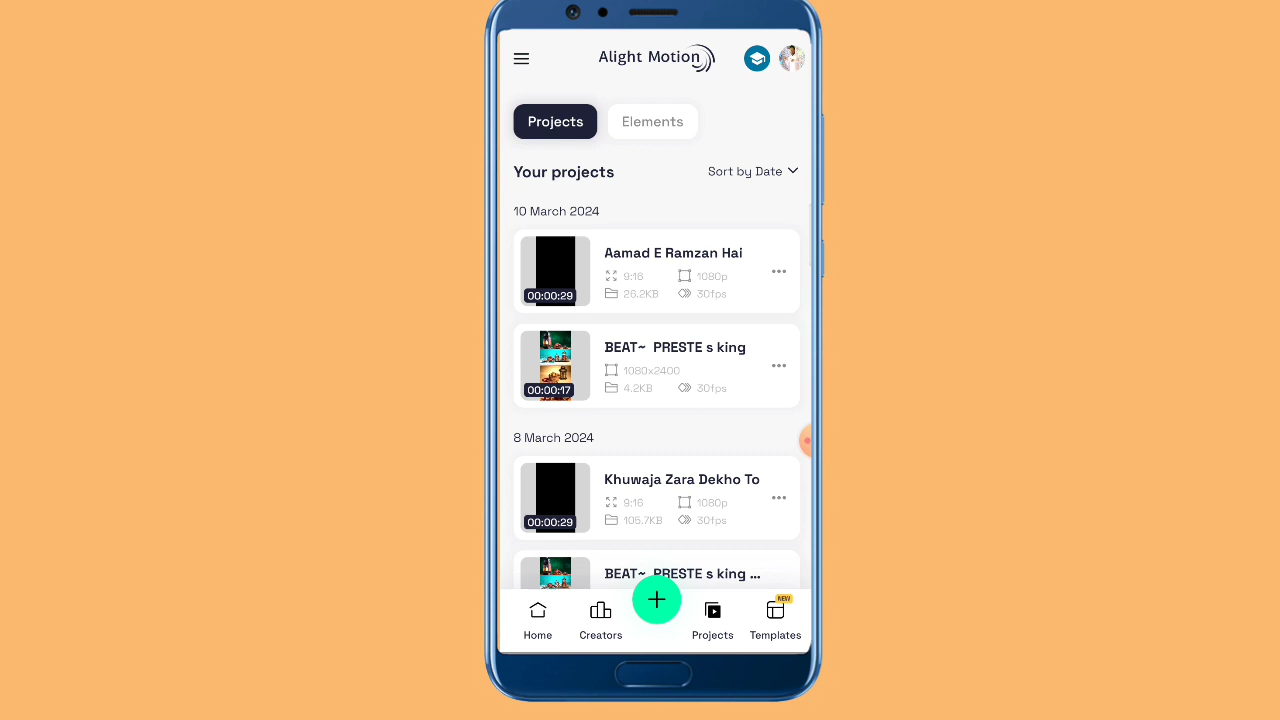 Alight Motion
Projects Elements
Your projects Sort by Date
10 March 2024
Aamad E Ramzan Hai
9:16 1080p
00:00:29 26.2KB 30fps
BEAT~ PRESTE s king
1080x2400
00:00:17 4.2KB 30fps
8 March 2024
Khuwaja Zara Dekho To
9:16 1080p
00:00:29 105.7KB 30fps
BEAT~ PRESTE s king ...
NEW
Home Creators Projects Templates